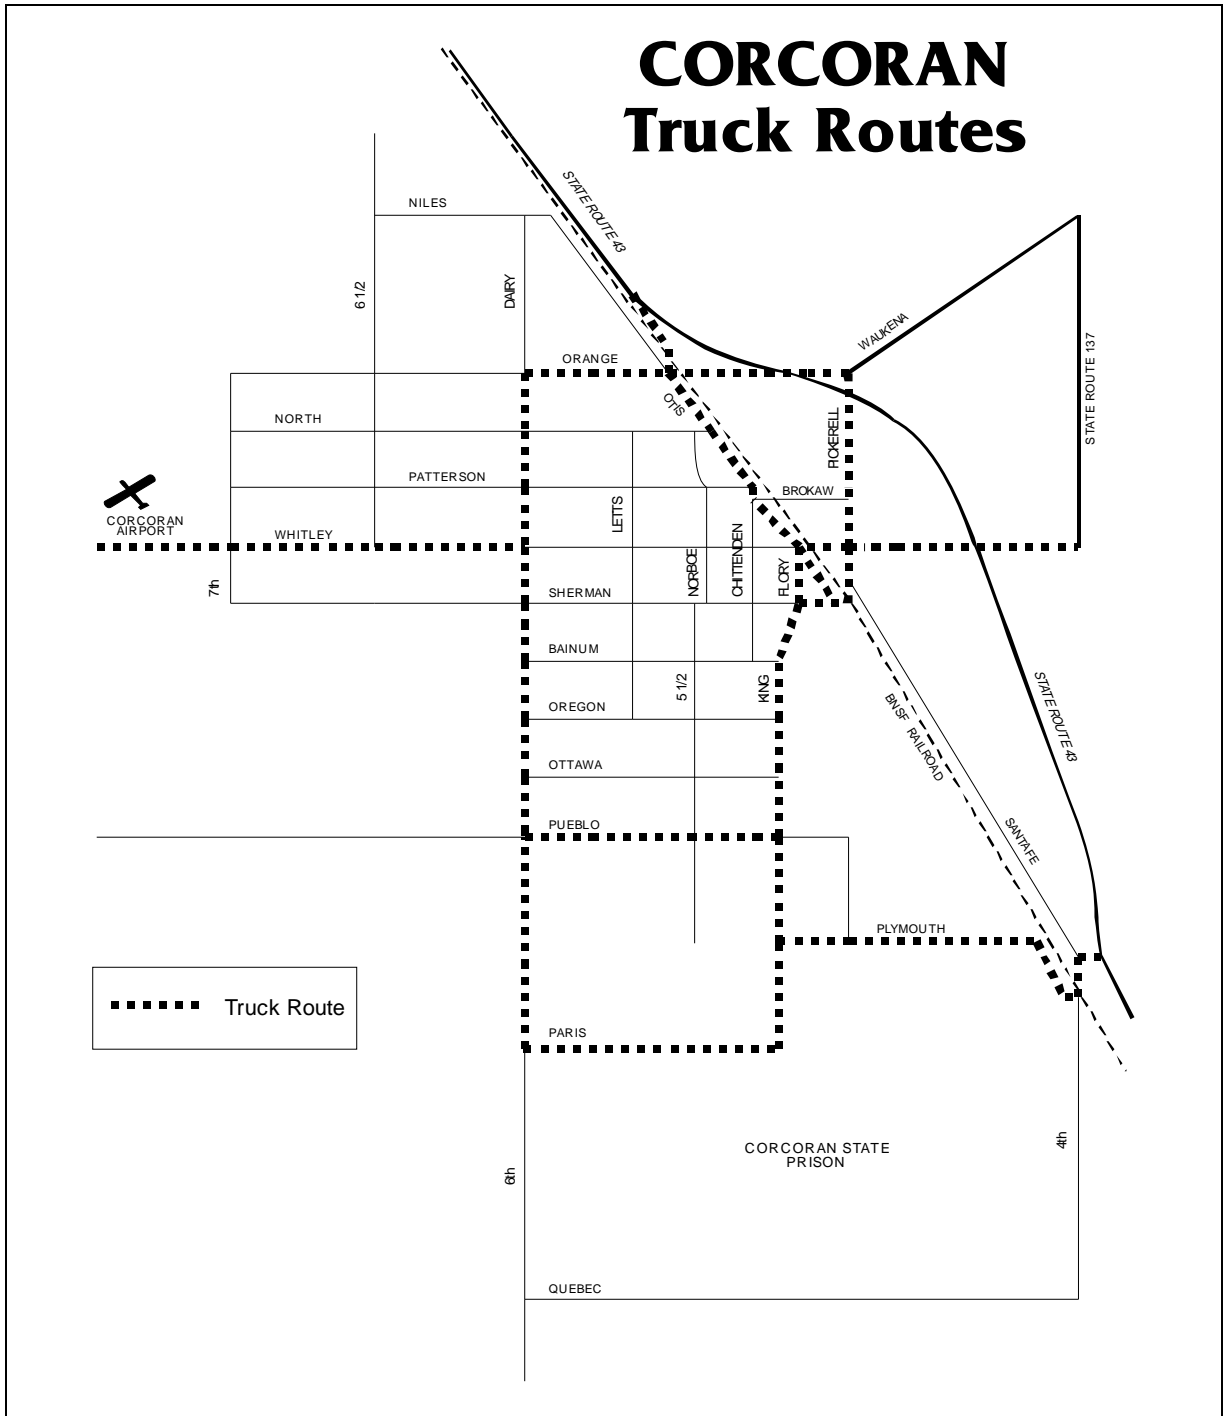 CORCORAN
Truck Routes
STATE ROUTE 43
NILES
6 1/2
DAIRY
WAUKENA
STATE ROUTE 137
ORANGE
OTIS
NORTH
PICKERELL
PATTERSON
BROKAW
LETTS
CORCORAN
AIRPORT
WHITLEY
NORBOE
CHITTENDEN
FLORY
7th
SHERMAN
BAINUM
5 1/2
KING
OREGON
BNSF RAILROAD
STATE ROUTE 43
OTTAWA
PUEBLO
SANTAFE
PLYMOUTH
Truck Route
PARIS
CORCORAN STATE
PRISON
4th
6th
QUEBEC